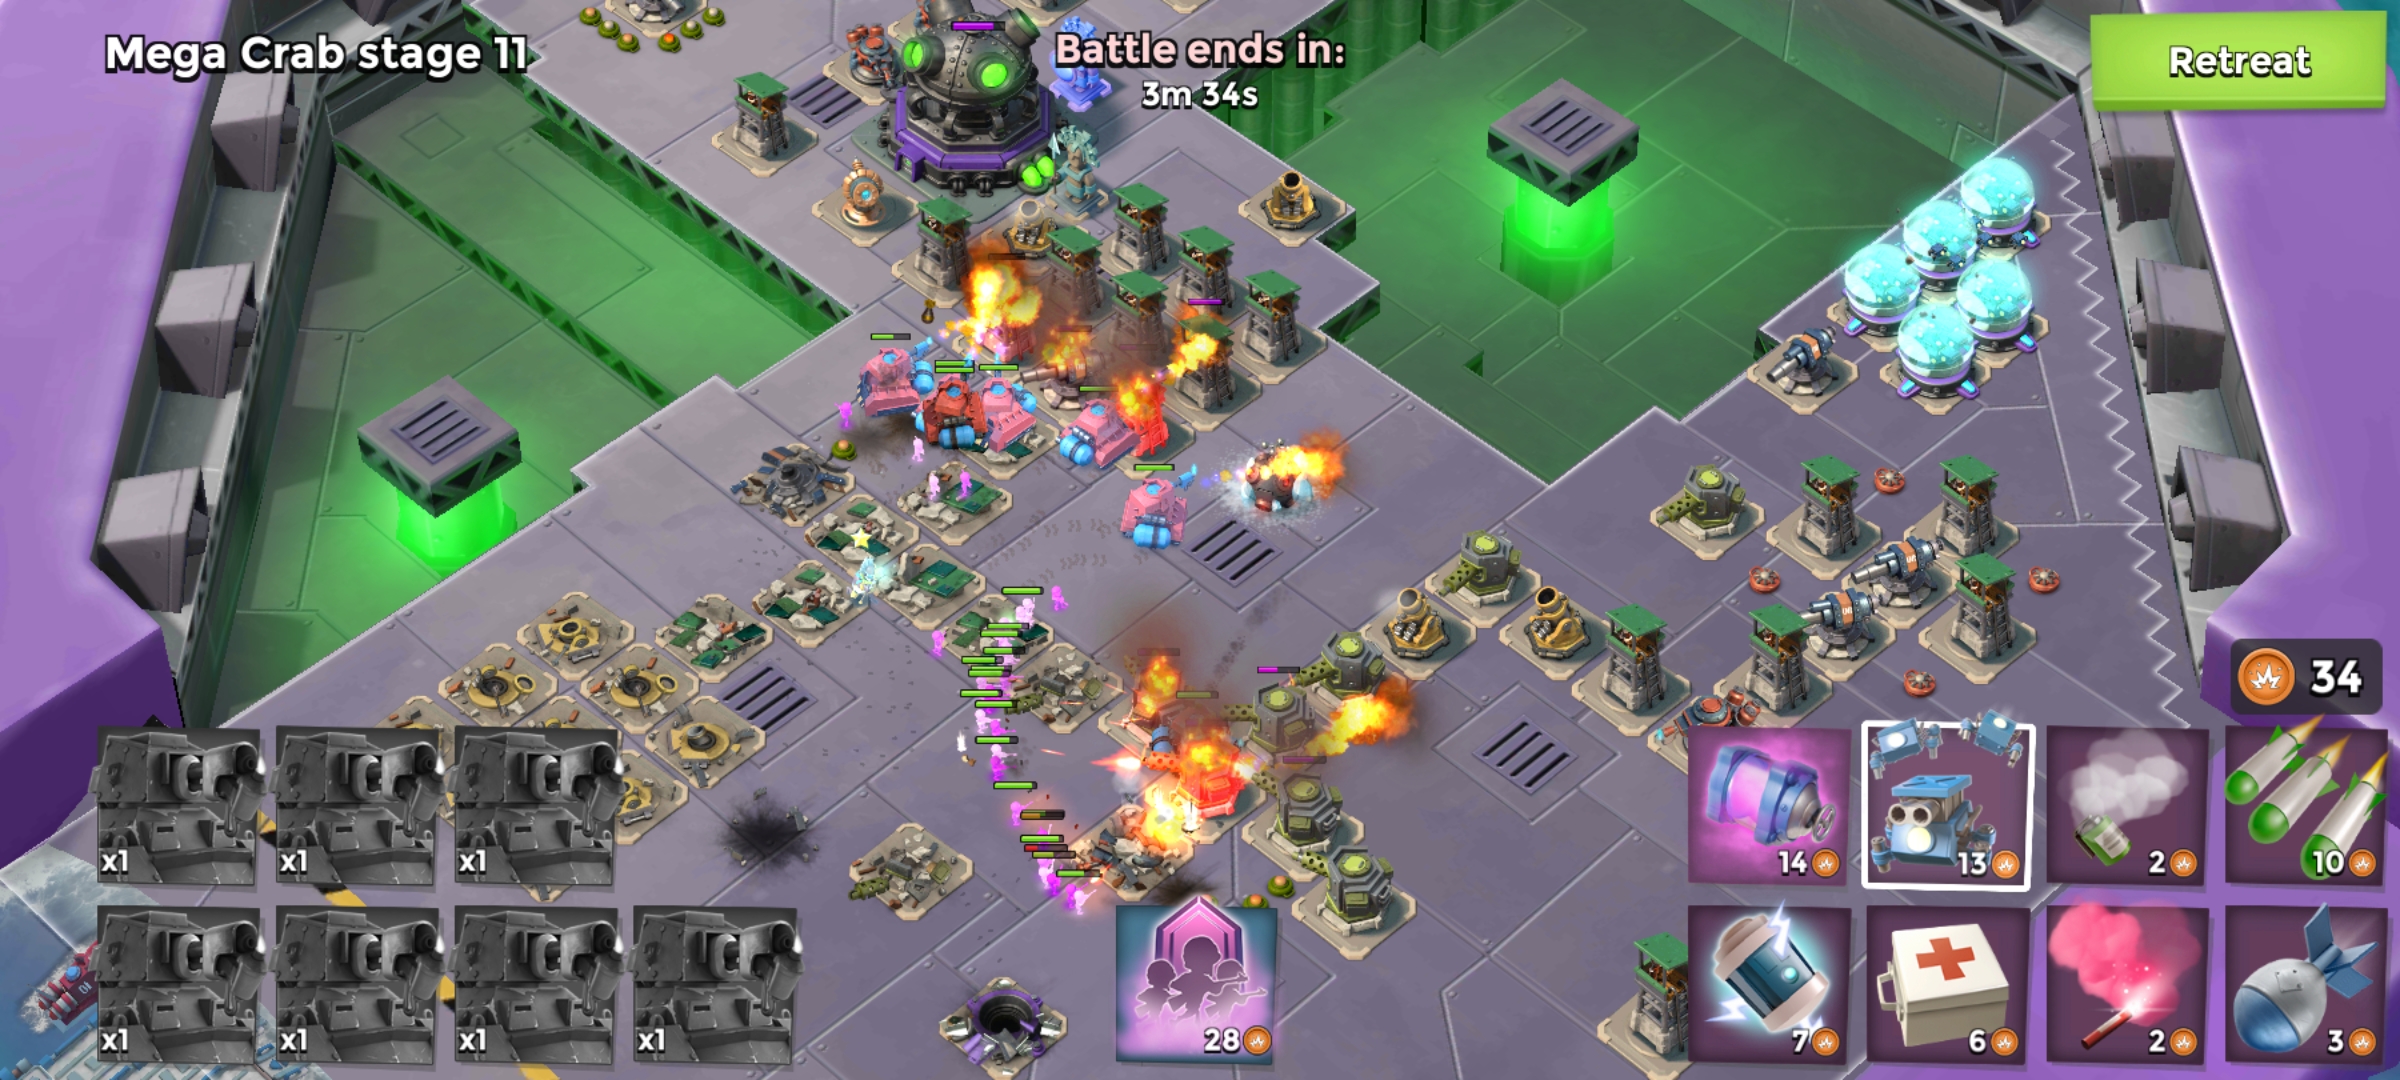 Mega Crab stage 11
Battle ends in:
3m 34s
Retreat
34
x1
x1
x1
14
13
2
10
x1
x1
x1
x1
28
7
6
2
3